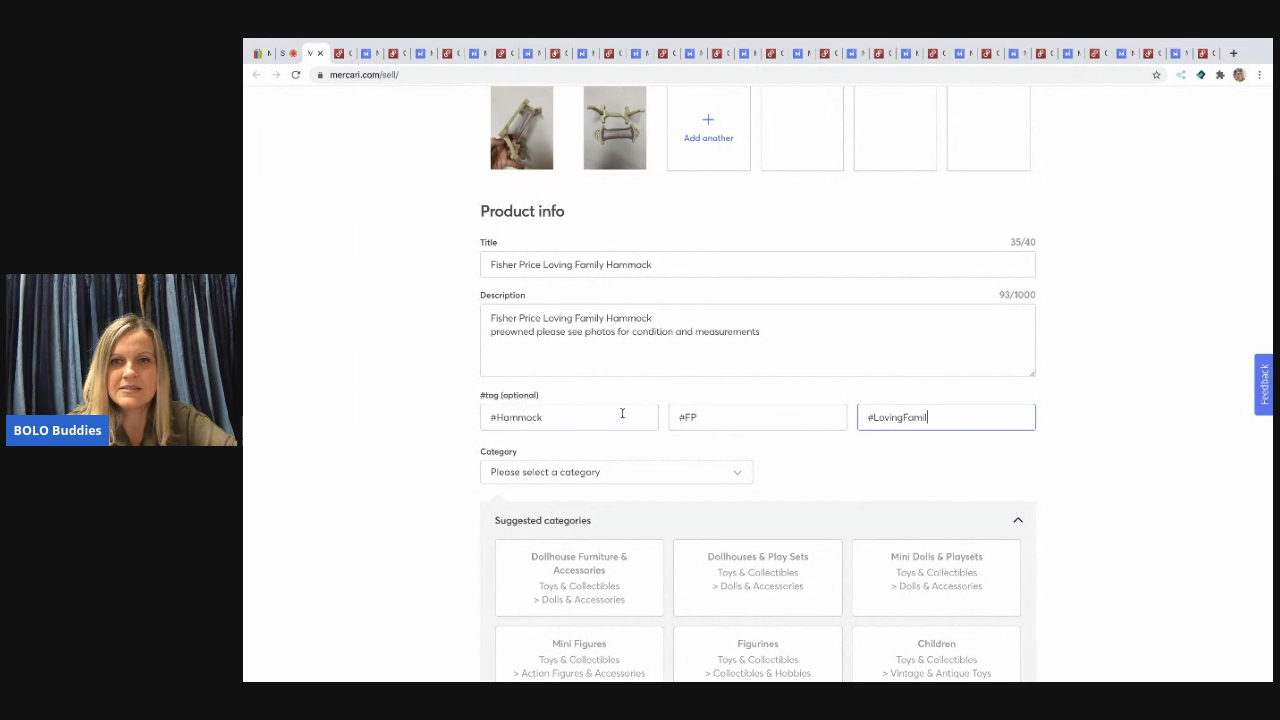 mercari.com/sell/
Add another
Product info
Title
35/40
Fisher Price Loving Family Hammock
Description
93/1000
Fisher Price Loving Family Hammock
preowned please see photos for condition and measurements
#tag (optional)
#Hammock
#FP
#LovingFamil
Category
Please select a category
Suggested categories
Dollhouse Furniture &
Accessories
Toys & Collectibles
> Dolls & Accessories
Dollhouses & Play Sets
Toys & Collectibles
> Dolls & Accessories
Mini Dolls & Playsets
Toys & Collectibles
> Dolls & Accessories
Mini Figures
Toys & Collectibles
> Action Figures & Accessories
Figurines
Toys & Collectibles
> Collectibles & Hobbies
Children
Toys & Collectibles
> Vintage & Antique Toys
Feedback
BOLO Buddies